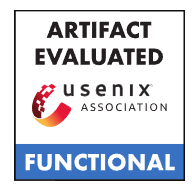 ARTIFACT
EVALUATED
usenix
ASSOCIATION
FUNCTIONAL